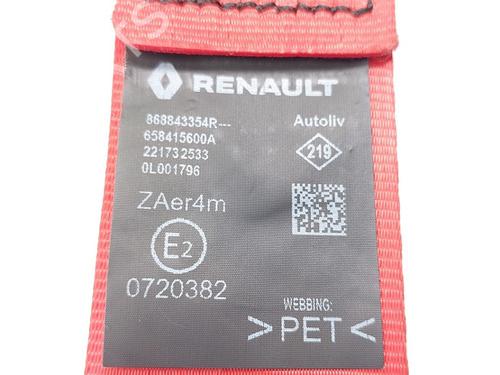 RENAULT
868843354R---
658415600A
221732533
0L001796
Autoliv
219
ZAer4m
E2
0720382
WEBBING:
>PET<